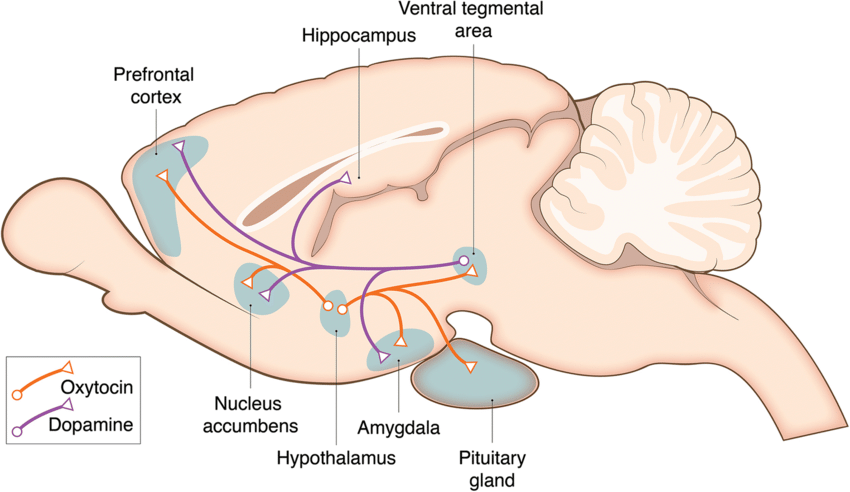 Ventral tegmental
area
Hippocampus
Prefrontal
cortex
Oxytocin
Dopamine
Nucleus
accumbens
Hypothalamus
Amygdala
Pituitary
gland